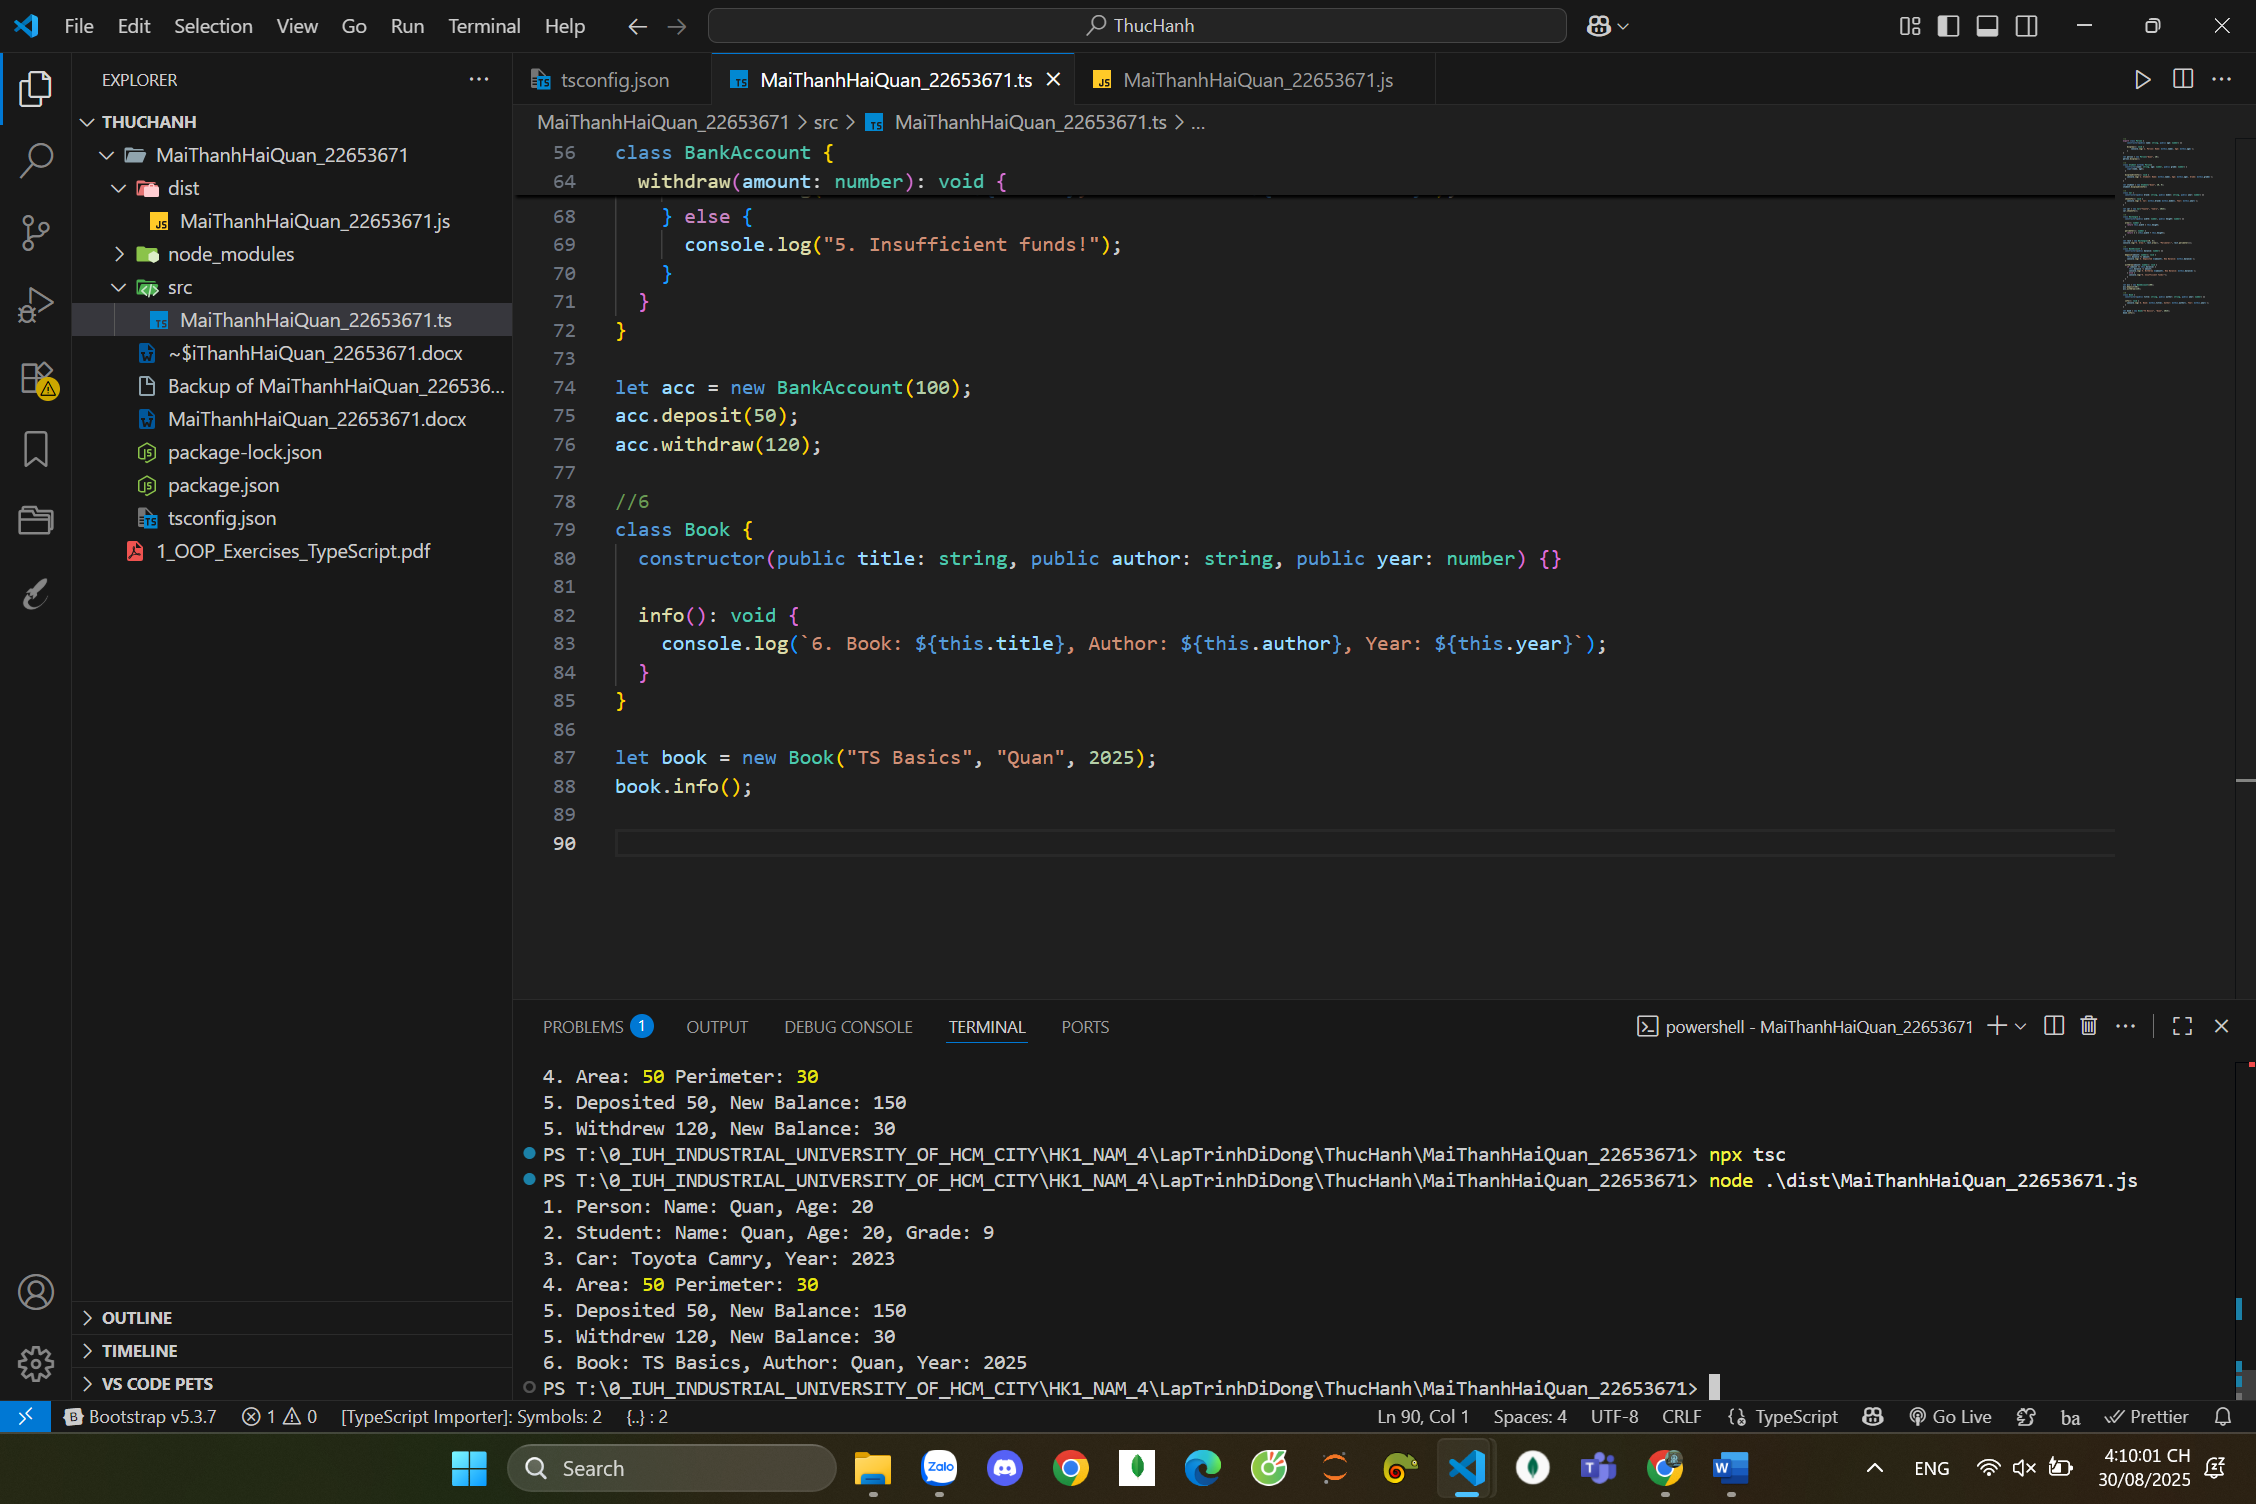 File Edit Selection View Go Run Terminal Help
ThucHanh
EXPLORER
THUCHANH
MaiThanhHaiQuan_22653671
dist
MaiThanhHaiQuan_22653671.js
node_modules
src
MaiThanhHaiQuan_22653671.ts
~$iThanhHaiQuan_22653671.docx
Backup of MaiThanhHaiQuan_226536...
MaiThanhHaiQuan_22653671.docx
package-lock.json
package.json
tsconfig.json
1_OOP_Exercises_TypeScript.pdf
OUTLINE
TIMELINE
VS CODE PETS
tsconfig.json MaiThanhHaiQuan_22653671.ts MaiThanhHaiQuan_22653671.js
MaiThanhHaiQuan_22653671 > src > MaiThanhHaiQuan_22653671.ts > ...
56 class BankAccount {
64 withdraw(amount: number): void {
68 } else {
69 console.log("5. Insufficient funds!");
70 }
71 }
72 }
73
74 let acc = new BankAccount(100);
75 acc.deposit(50);
76 acc.withdraw(120);
77
78 //6
79 class Book {
80 constructor(public title: string, public author: string, public year: number) {}
81
82 info(): void {
83 console.log(`6. Book: ${this.title}, Author: ${this.author}, Year: ${this.year}`);
84 }
85 }
86
87 let book = new Book("TS Basics", "Quan", 2025);
88 book.info();
89
90
PROBLEMS 1 OUTPUT DEBUG CONSOLE TERMINAL PORTS
powershell - MaiThanhHaiQuan_22653671
4. Area: 50 Perimeter: 30
5. Deposited 50, New Balance: 150
5. Withdrew 120, New Balance: 30
PS T:\0_IUH_INDUSTRIAL_UNIVERSITY_OF_HCM_CITY\HK1_NAM_4\LapTrinhDiDong\ThucHanh\MaiThanhHaiQuan_22653671> npx tsc
PS T:\0_IUH_INDUSTRIAL_UNIVERSITY_OF_HCM_CITY\HK1_NAM_4\LapTrinhDiDong\ThucHanh\MaiThanhHaiQuan_22653671> node .\dist\MaiThanhHaiQuan_22653671.js
1. Person: Name: Quan, Age: 20
2. Student: Name: Quan, Age: 20, Grade: 9
3. Car: Toyota Camry, Year: 2023
4. Area: 50 Perimeter: 30
5. Deposited 50, New Balance: 150
5. Withdrew 120, New Balance: 30
6. Book: TS Basics, Author: Quan, Year: 2025
PS T:\0_IUH_INDUSTRIAL_UNIVERSITY_OF_HCM_CITY\HK1_NAM_4\LapTrinhDiDong\ThucHanh\MaiThanhHaiQuan_22653671>
Bootstrap v5.3.7 1 0 [TypeScript Importer]: Symbols: 2 {..} : 2 Ln 90, Col 1 Spaces: 4 UTF-8 CRLF TypeScript Go Live ba Prettier
Search Zalo ENG 4:10:01 CH
30/08/2025